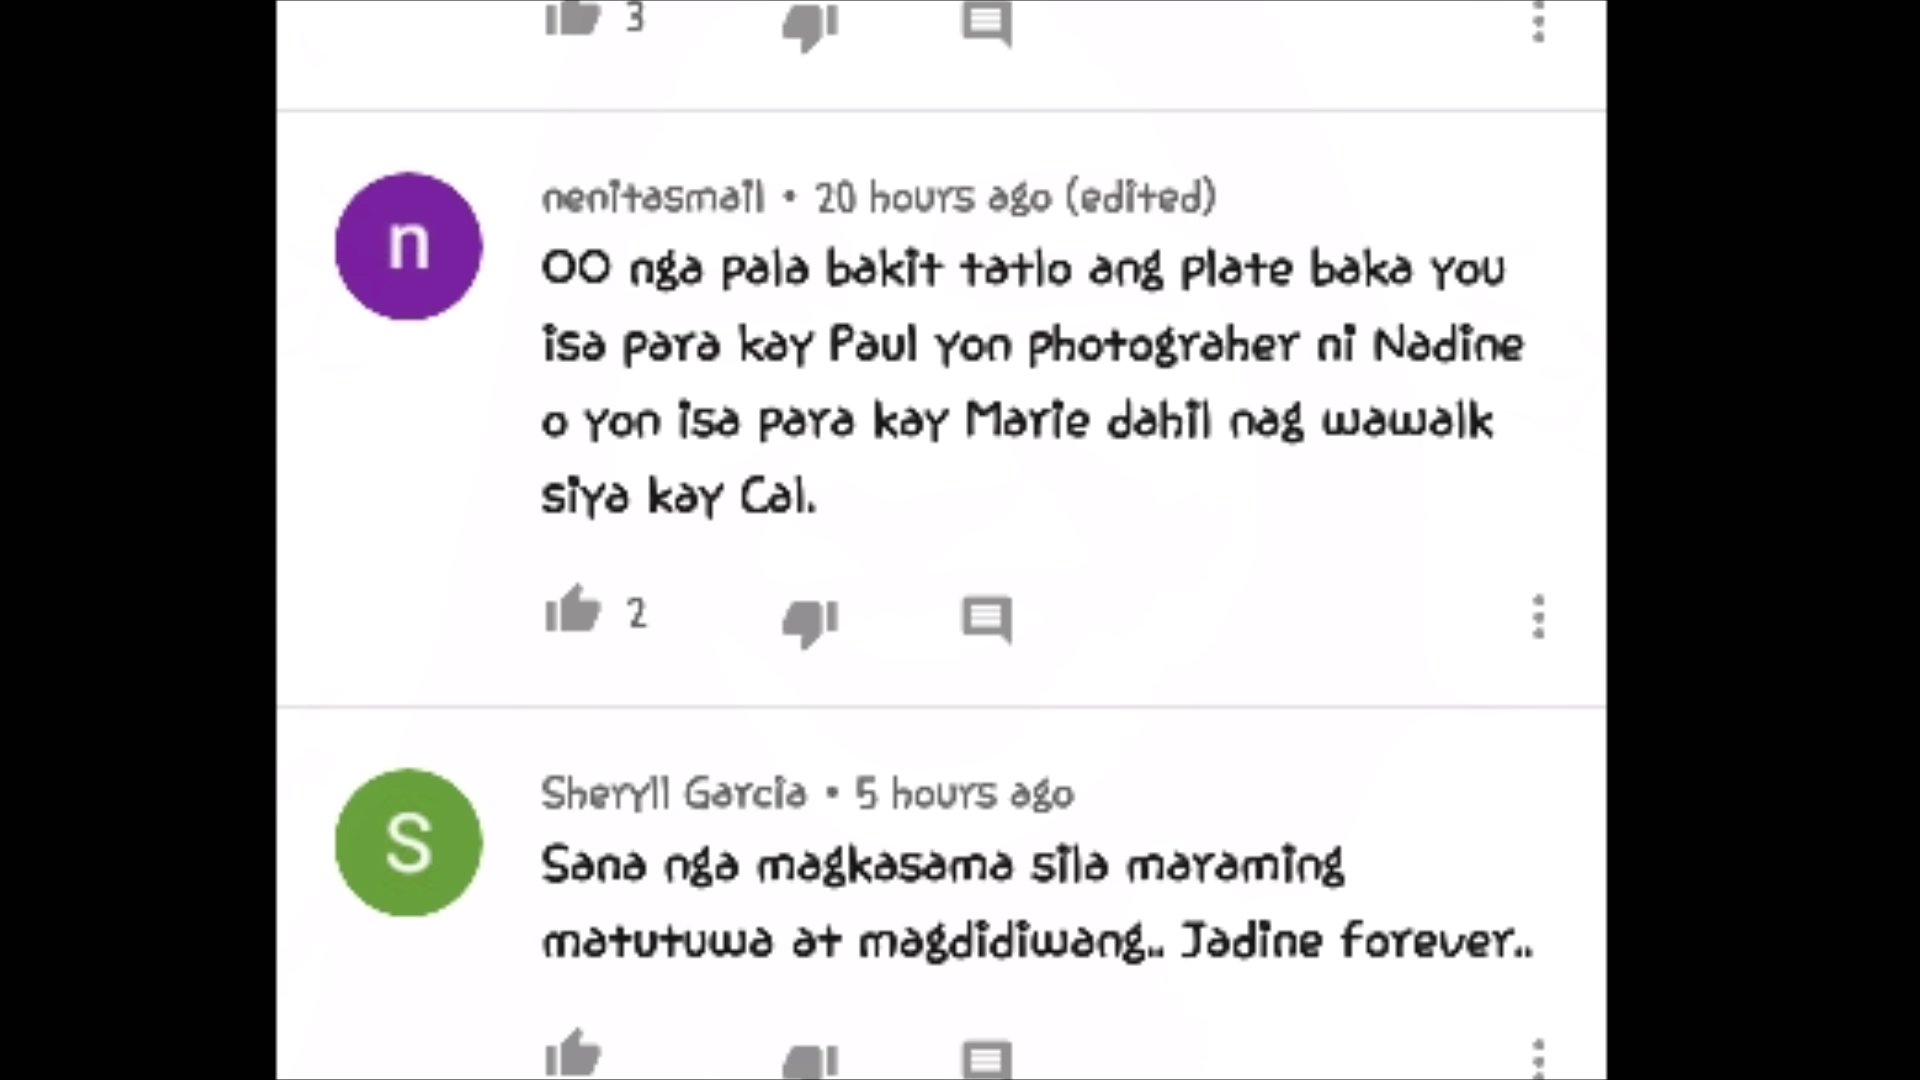 3
n
nenitasmail • 20 hours ago (edited)
OO nga pala bakit tatlo ang plate baka you
isa para kay Paul yon photograher ni Nadine
o yon isa para kay Marie dahil nag wawalk
siya kay Cal.
2
S
Sheryll Garcia • 5 hours ago
Sana nga magkasama sila maraming
matutuwa at magdidiwang.. Jadine forever..